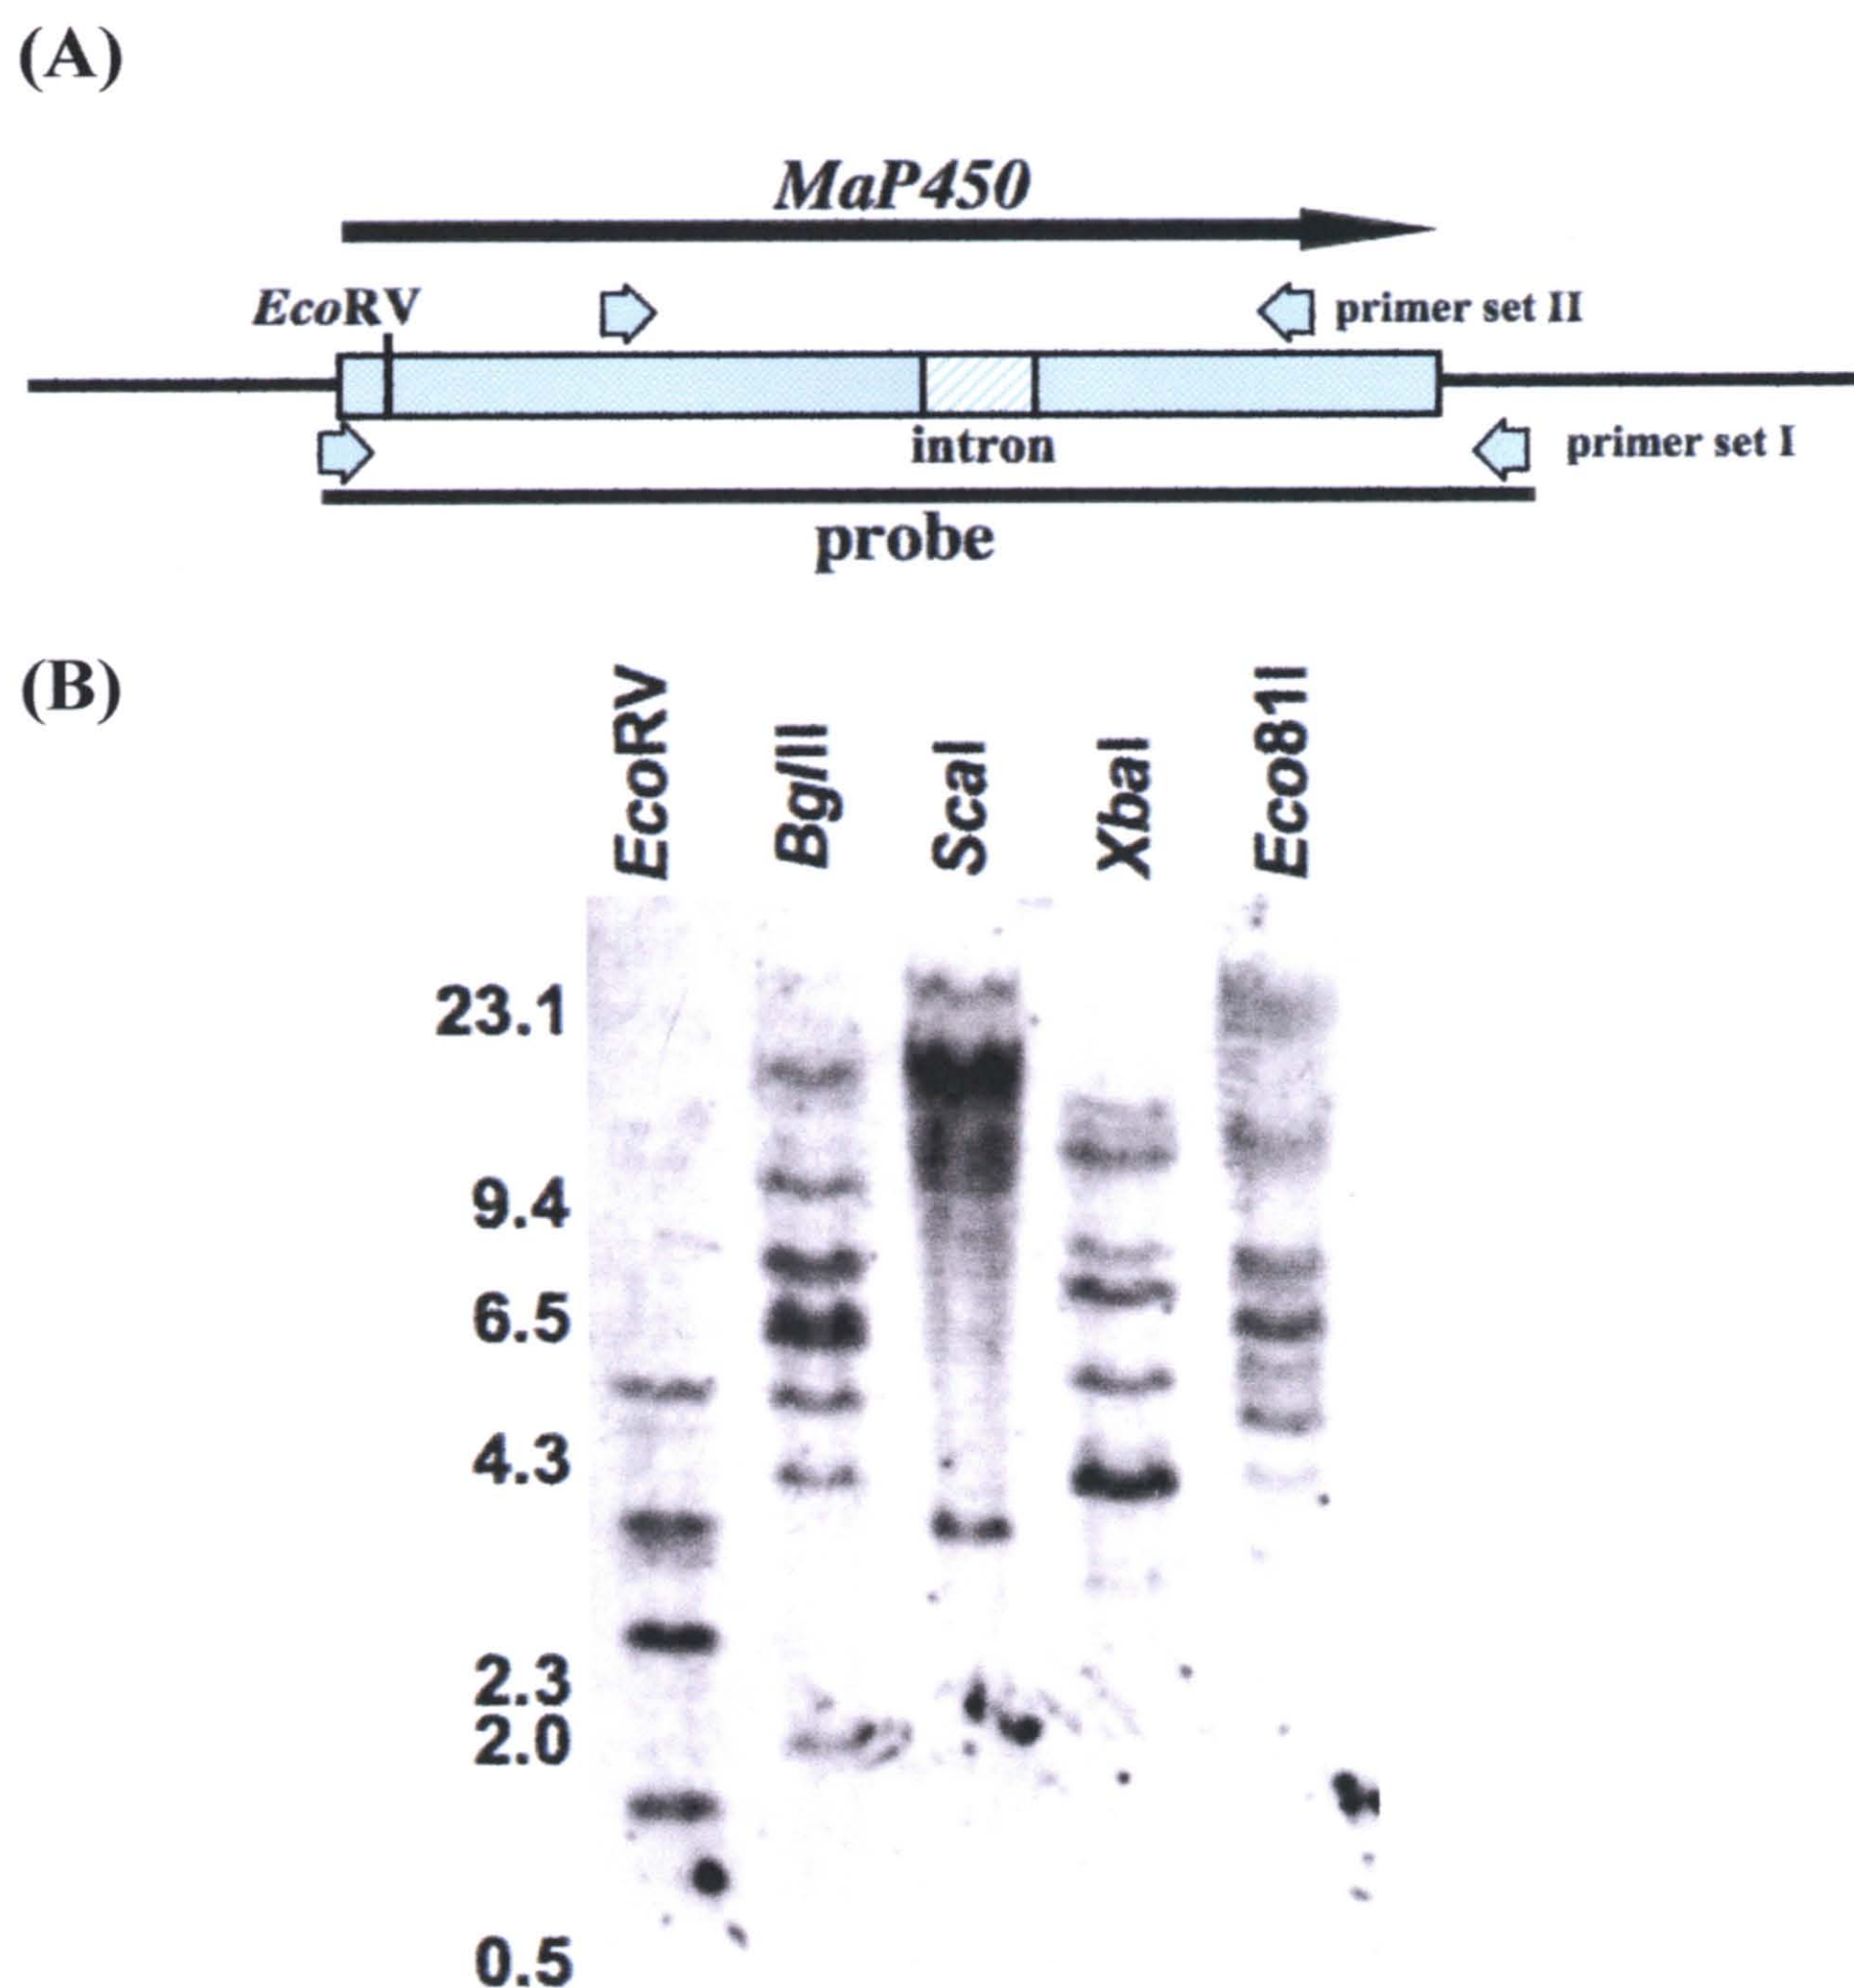 (A)
MaP450
EcoRV
primer set II
intron
primer set I
probe
(B)
EcoRV
BglII
ScaI
XbaI
Eco81I
23.1
9.4
6.5
4.3
2.3
2.0
0.5